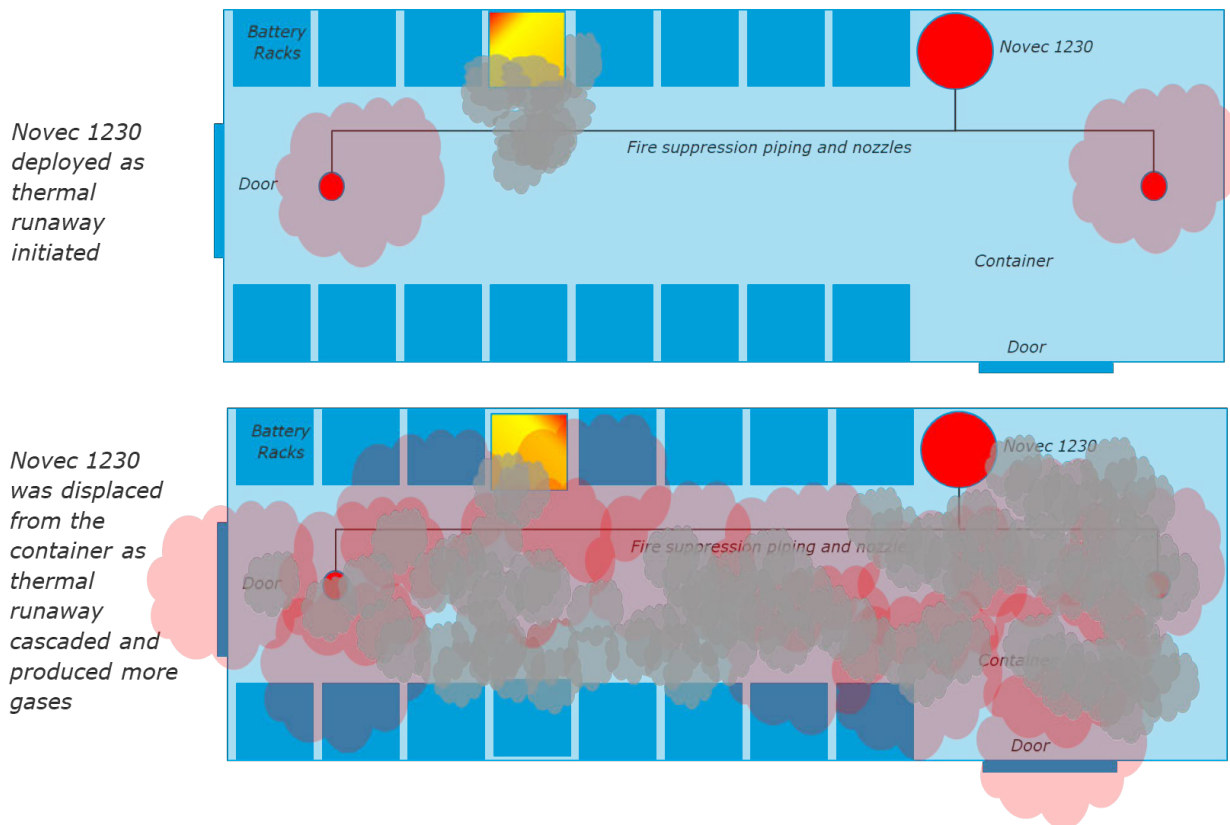 Novec 1230
deployed as
thermal
runaway
initiated
Battery
Racks
Novec 1230
Fire suppression piping and nozzles
Door
Container
Door
Novec 1230
was displaced
from the
container as
thermal
runaway
cascaded and
produced more
gases
Battery
Racks
Novec 1230
Fire suppression piping and nozzles
Door
Container
Door